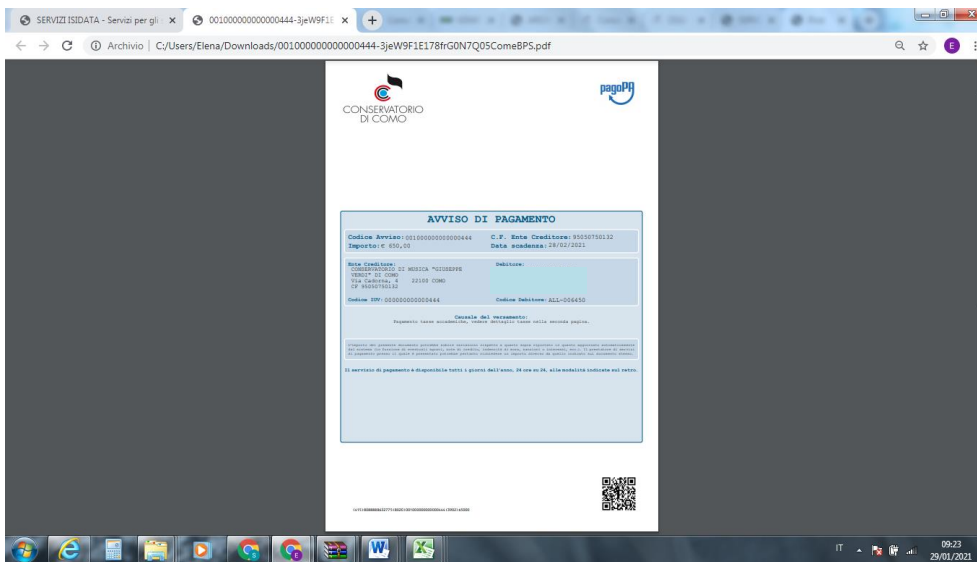 SERVIZI ISIDATA - Servizi per gli
001000000000000444-3jeW9F1E
Archivio | C:/Users/Elena/Downloads/001000000000000444-3jeW9F1E178frG0N7Q05ComeBPS.pdf
E
CONSERVATORIO
DI COMO
pagoPA
AVVISO DI PAGAMENTO
Codice Avviso: 001000000000000444
C.F. Ente Creditore: 95050750132
Importo: € 650,00
Data scadenza: 28/02/2021
Ente Creditore:
CONSERVATORIO DI MUSICA "GIUSEPPE
VERDI" DI COMO
Via Cadorna, 4 22100 COMO
CF 95050750132
Debitore:
Codice IUV: 000000000000444
Codice Debitore: ALL-006450
Causale del versamento:
Pagamento tasse accademiche, vedere dettaglio tasse nella seconda pagina.
Il servizio di pagamento è disponibile tutti i giorni dell'anno, 24 ore su 24, alle modalità indicate sul retro.
IT
09:23
29/01/2021